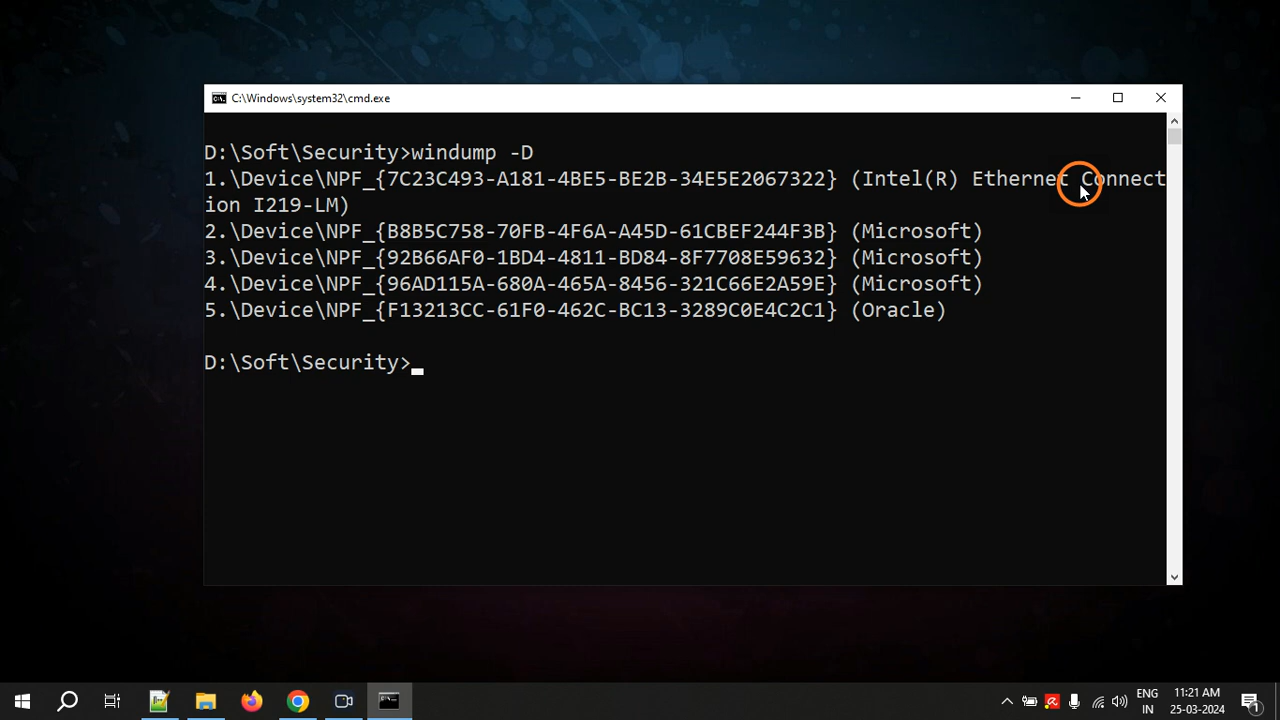 C:\Windows\system32\cmd.exe
D:\Soft\Security>windump -D
1.\Device\NPF_{7C23C493-A181-4BE5-BE2B-34E5E2067322} (Intel(R) Ethernet Connect
ion I219-LM)
2.\Device\NPF_{B8B5C758-70FB-4F6A-A45D-61CBEF244F3B} (Microsoft)
3.\Device\NPF_{92B66AF0-1BD4-4811-BD84-8F7708E59632} (Microsoft)
4.\Device\NPF_{96AD115A-680A-465A-8456-321C66E2A59E} (Microsoft)
5.\Device\NPF_{F13213CC-61F0-462C-BC13-3289C0E4C2C1} (Oracle)
D:\Soft\Security>
ENG 11:21 AM
IN 25-03-2024 1